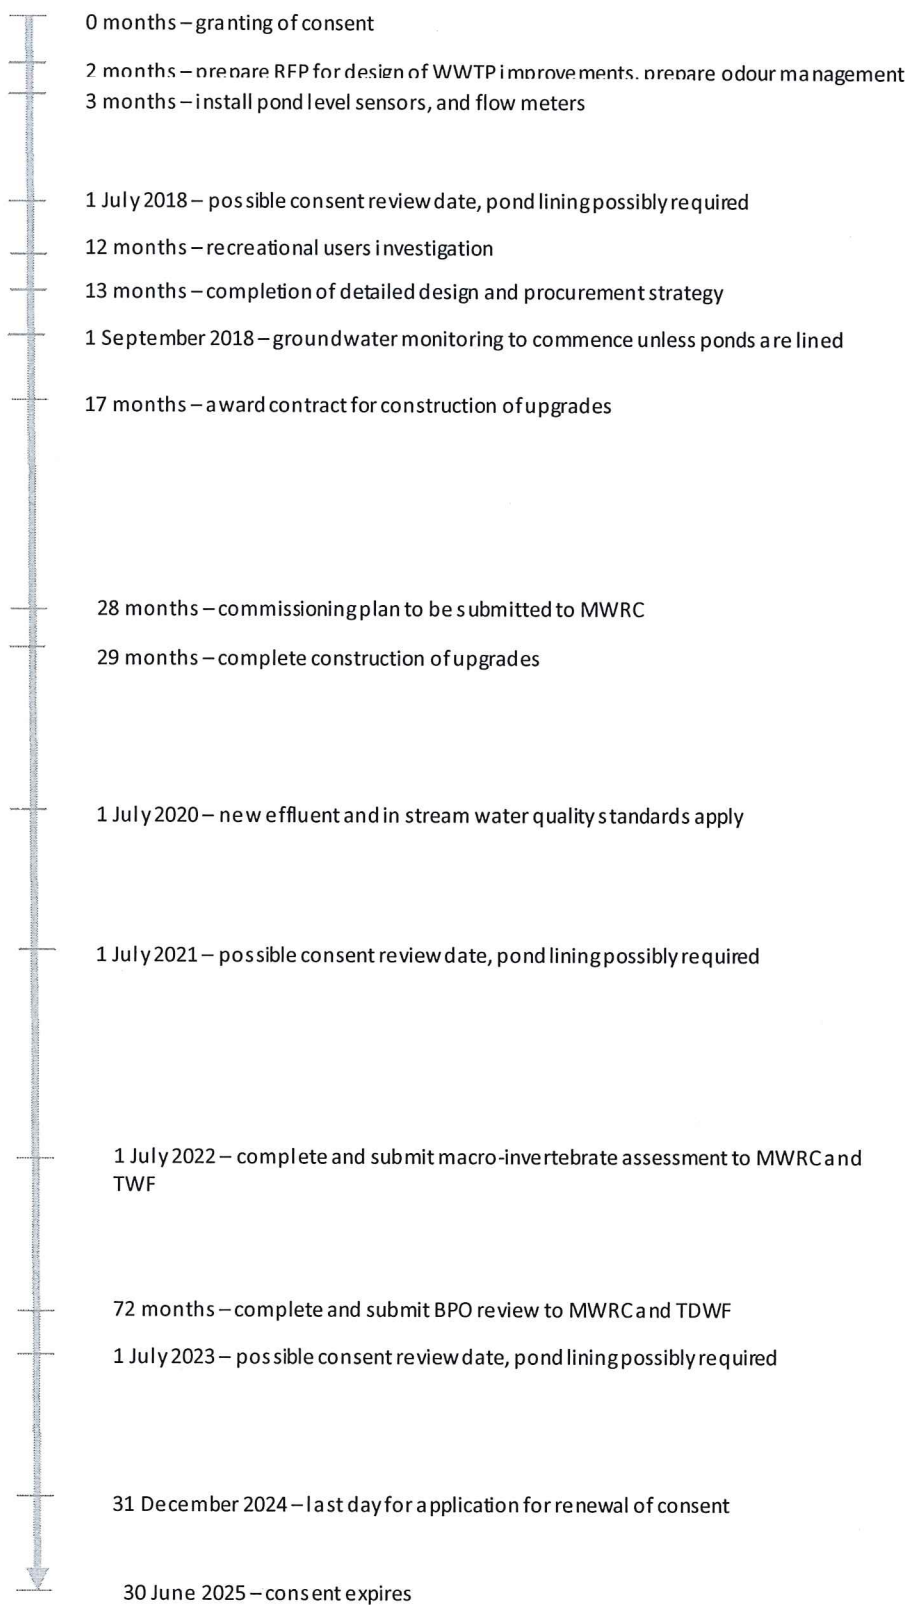 0 months – granting of consent
2 months – prepare RFP for design of WWTP improvements, prepare odour management
3 months – install pond level sensors, and flow meters
1 July 2018 – possible consent review date, pond lining possibly required
12 months – recreational users investigation
13 months – completion of detailed design and procurement strategy
1 September 2018 – groundwater monitoring to commence unless ponds are lined
17 months – award contract for construction of upgrades
28 months – commissioning plan to be submitted to MWRC
29 months – complete construction of upgrades
1 July 2020 – new effluent and in stream water quality standards apply
1 July 2021 – possible consent review date, pond lining possibly required
1 July 2022 – complete and submit macro-invertebrate assessment to MWRC and
TWF
72 months – complete and submit BPO review to MWRC and TDWF
1 July 2023 – possible consent review date, pond lining possibly required
31 December 2024 – last day for application for renewal of consent
30 June 2025 – consent expires